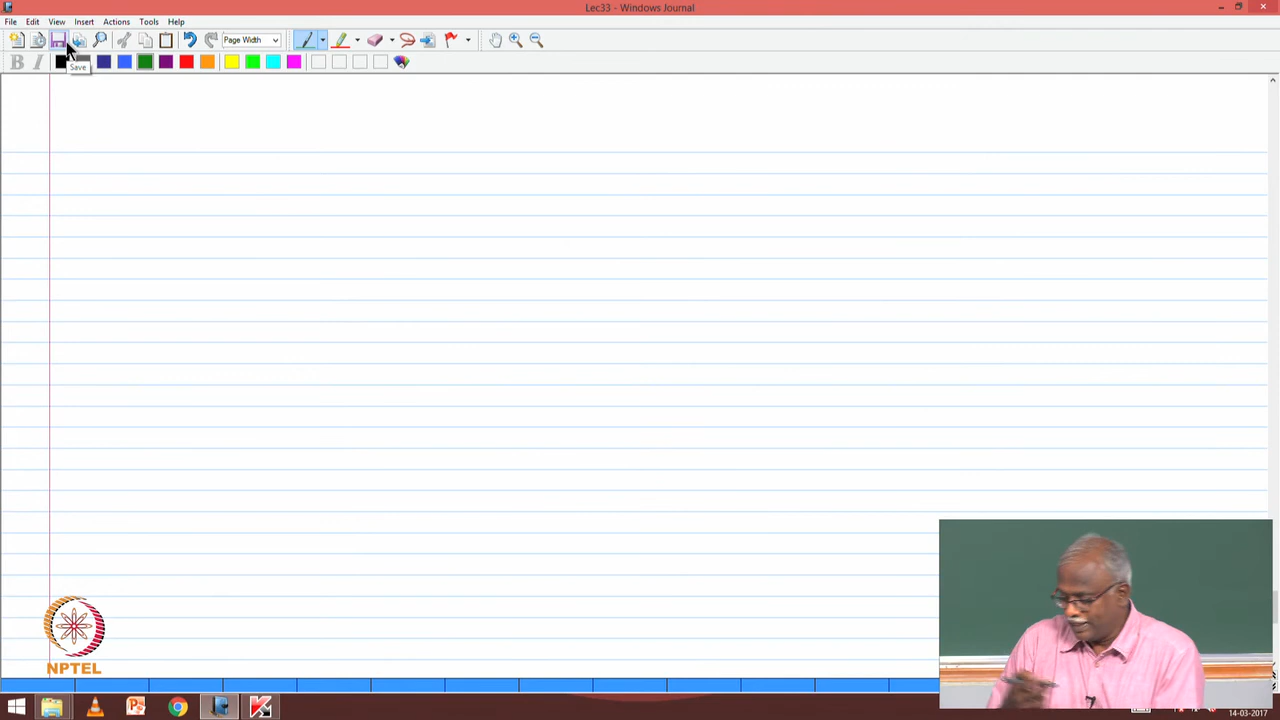 Lec33 - Windows Journal
File Edit View Insert Actions Tools Help
Page Width
B I
Save
NPTEL
14-03-2017